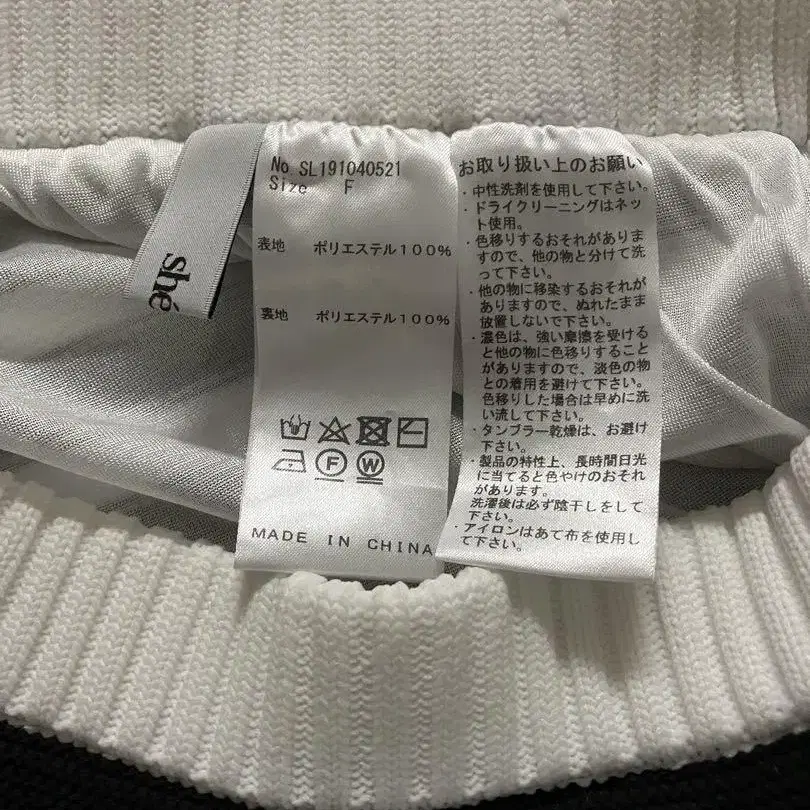 shé
No. SL191040521
Size F
表地 ポリエステル100%
裏地 ポリエステル100%
F
W
MADE IN CHINA
お取り扱い上のお願い
・中性洗剤を使用して下さい。
・ドライクリーニングはネッ
ト使用。
・色移りするおそれがありま
すので、他の物と分けて洗
って下さい。
・他の物に移染するおそれが
ありますので、ぬれたまま
放置しないで下さい。
・濃色は、強い摩擦を受ける
と他の物に色移りすること
がありますので、淡色の物
との着用を避けて下さい。
色移りした場合は早めに洗
い流して下さい。
・タンブラー乾燥は、お避け
下さい。
・製品の特性上、長時間日光
に当てると色やけのおそれ
があります。
洗濯後は必ず陰干しをして
下さい。
・アイロンはあて布を使用し
て下さい。